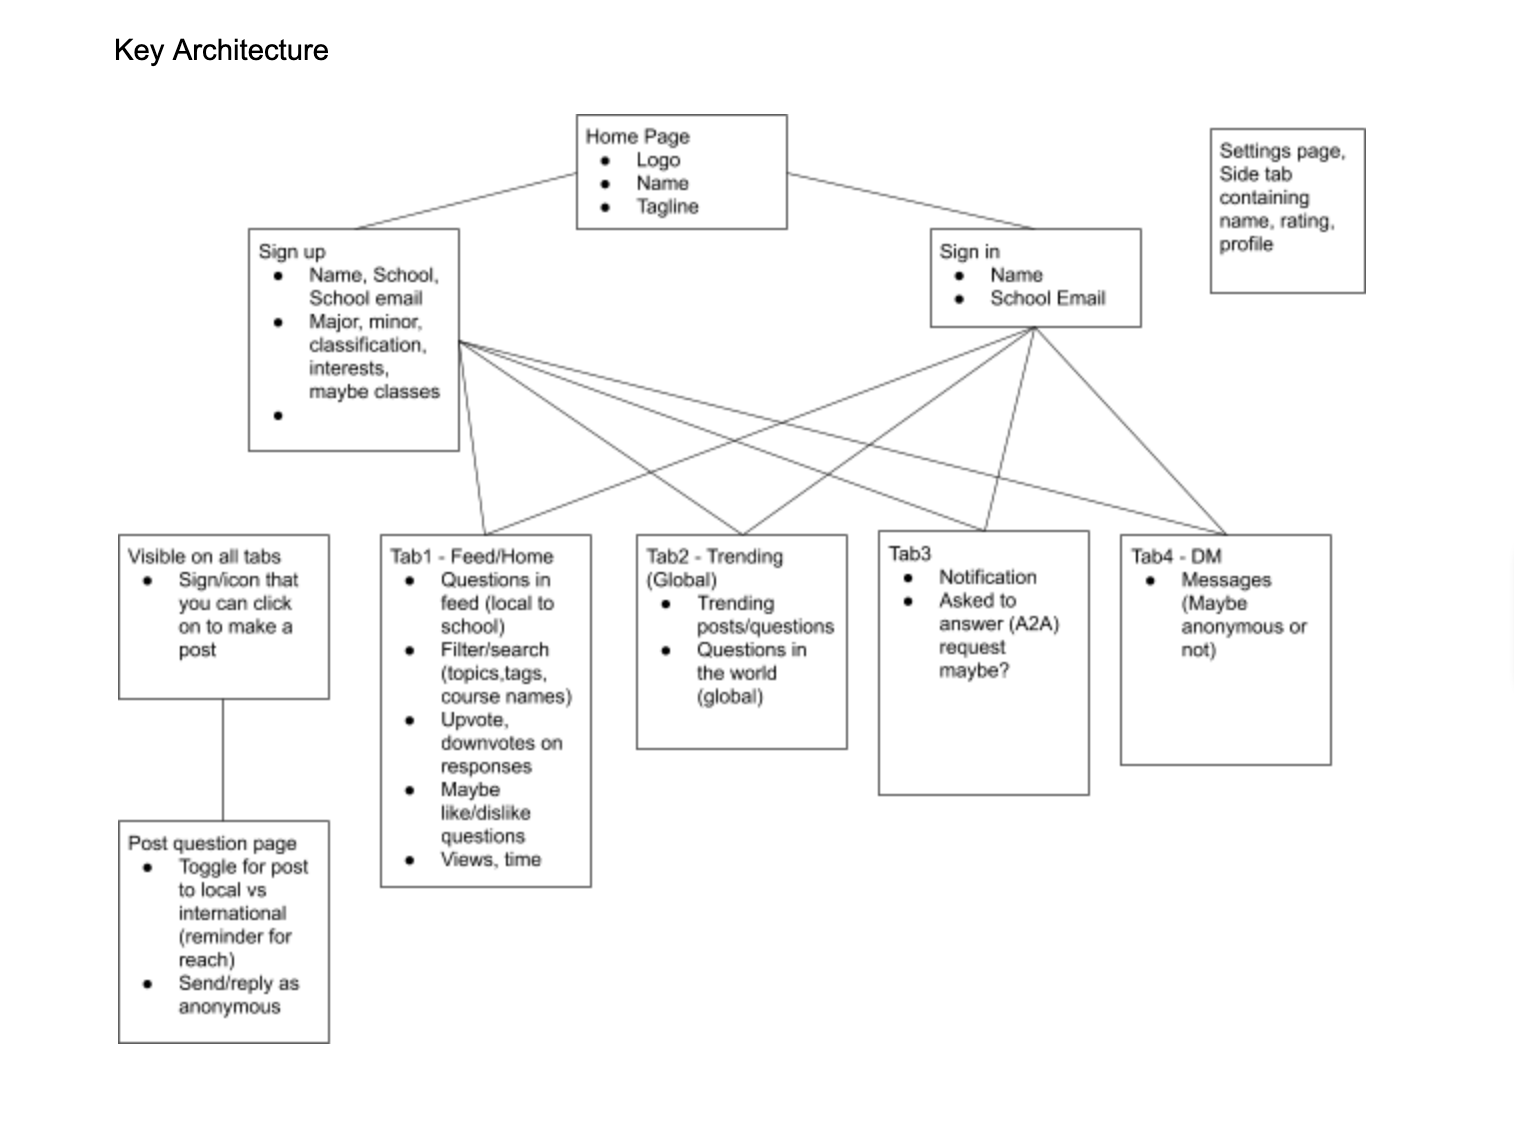 Key Architecture
Home Page
● Logo
● Name
● Tagline
Settings page,
Side tab
containing
name, rating,
profile
Sign up
● Name, School,
School email
● Major, minor,
classification,
interests,
maybe classes
●
Sign in
● Name
● School Email
Visible on all tabs
● Sign/icon that
you can click
on to make a
post
Tab1 - Feed/Home
● Questions in
feed (local to
school)
● Filter/search
(topics,tags,
course names)
● Upvote,
downvotes on
responses
● Maybe
like/dislike
questions
● Views, time
Tab2 - Trending
(Global)
● Trending
posts/questions
● Questions in
the world
(global)
Tab3
● Notification
● Asked to
answer (A2A)
request
maybe?
Tab4 - DM
● Messages
(Maybe
anonymous or
not)
Post question page
● Toggle for post
to local vs
international
(reminder for
reach)
● Send/reply as
anonymous